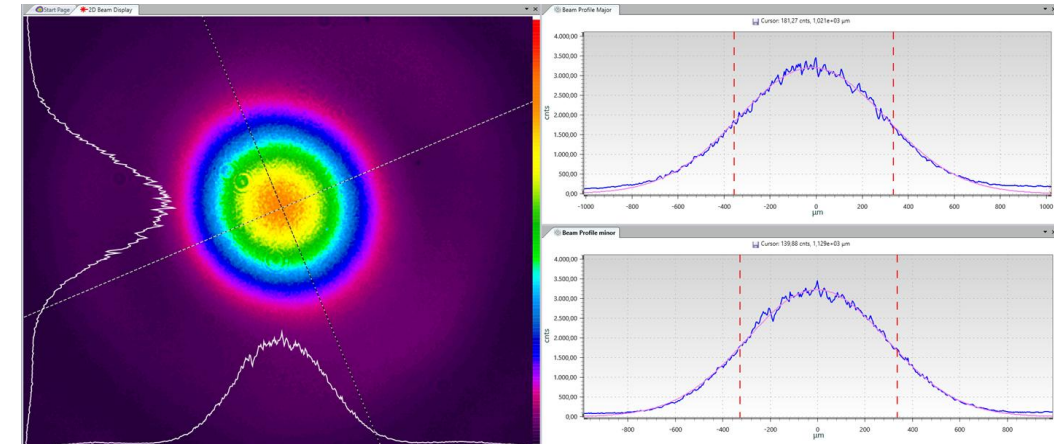 Start Page 2D Beam Display
Beam Profile Major
Cursor: 181,27 cnts, 1,021e+03 µm
4.000,00
3.500,00
3.000,00
2.500,00
2.000,00
1.500,00
1.000,00
500,00
0,00
cnts
-1000 -800 -600 -400 -200 0 200 400 600 800 1000
µm
Beam Profile minor
Cursor: 139,88 cnts, 1,129e+03 µm
4.000,00
3.500,00
3.000,00
2.500,00
2.000,00
1.500,00
1.000,00
500,00
0,00
cnts
-800 -600 -400 -200 0 200 400 600 800
µm